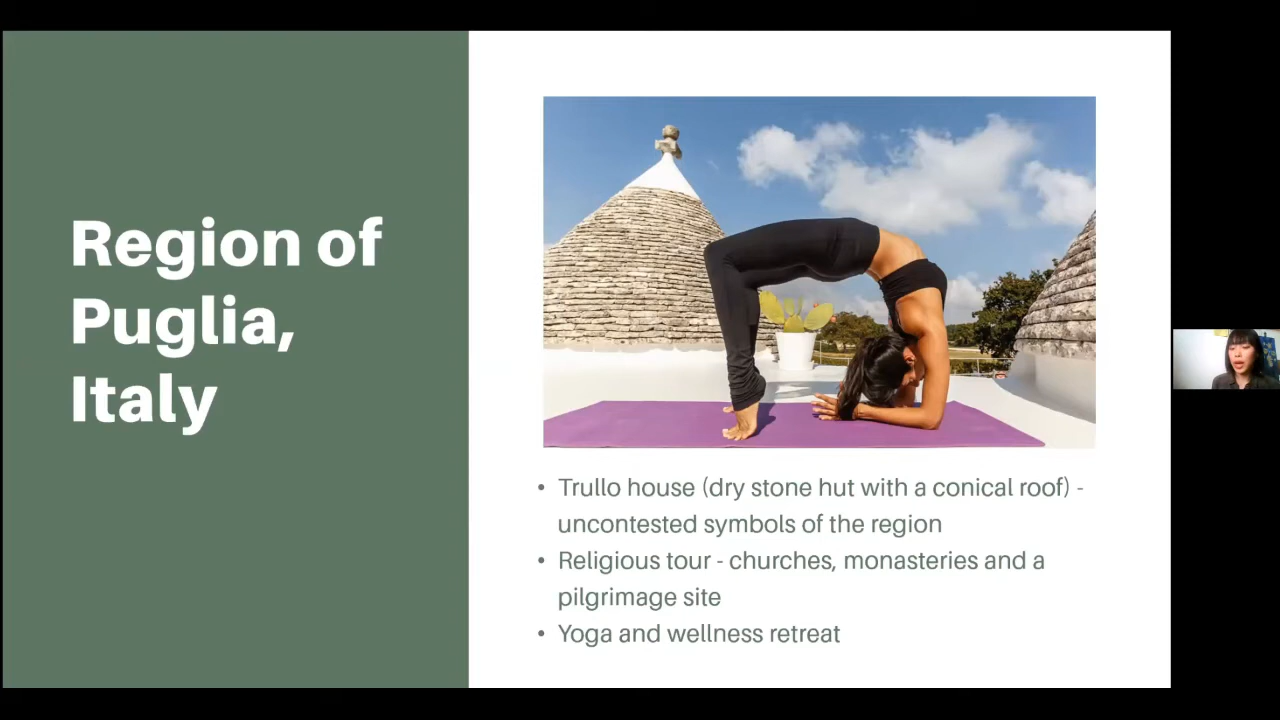 Region of
Puglia,
Italy
• Trullo house (dry stone hut with a conical roof) -
uncontested symbols of the region
• Religious tour - churches, monasteries and a
pilgrimage site
• Yoga and wellness retreat